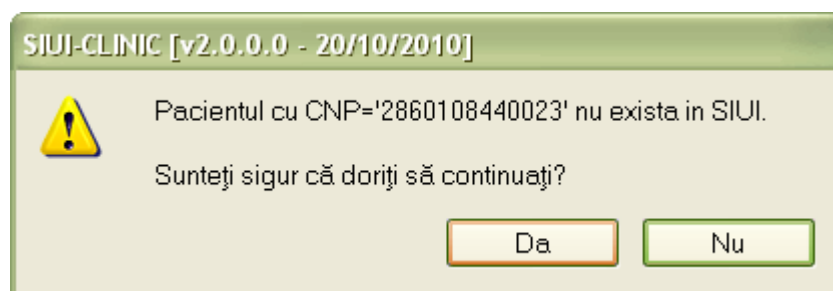 SIUI-CLINIC [v2.0.0.0 - 20/10/2010]
Pacientul cu CNP='2860108440023' nu exista in SIUI.
Sunteţi sigur că doriţi să continuaţi?
Da Nu